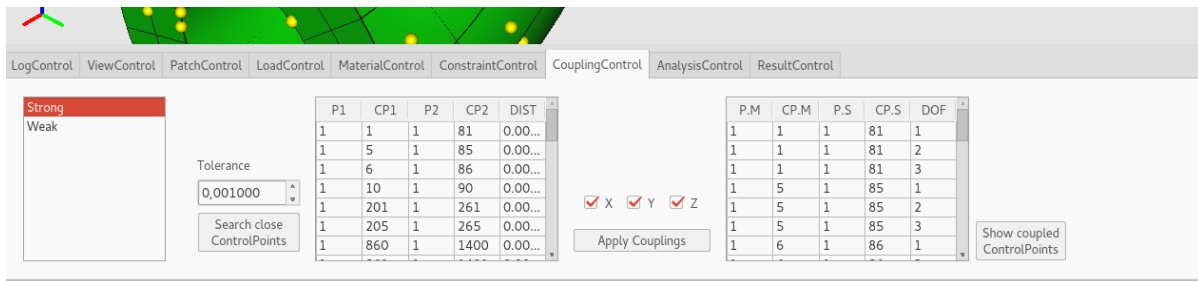 LogControl ViewControl PatchControl LoadControl MaterialControl ConstraintControl CouplingControl AnalysisControl ResultControl
Strong
Weak
Tolerance
0,001000
Search close
ControlPoints
P1 CP1 P2 CP2 DIST
1 1 1 81 0.00...
1 5 1 85 0.00...
1 6 1 86 0.00...
1 10 1 90 0.00...
1 201 1 261 0.00...
1 205 1 265 0.00...
1 860 1 1400 0.00...
X Y Z
Apply Couplings
P.M CP.M P.S CP.S DOF
1 1 1 81 1
1 1 1 81 2
1 1 1 81 3
1 5 1 85 1
1 5 1 85 2
1 5 1 85 3
1 6 1 86 1
Show coupled
ControlPoints